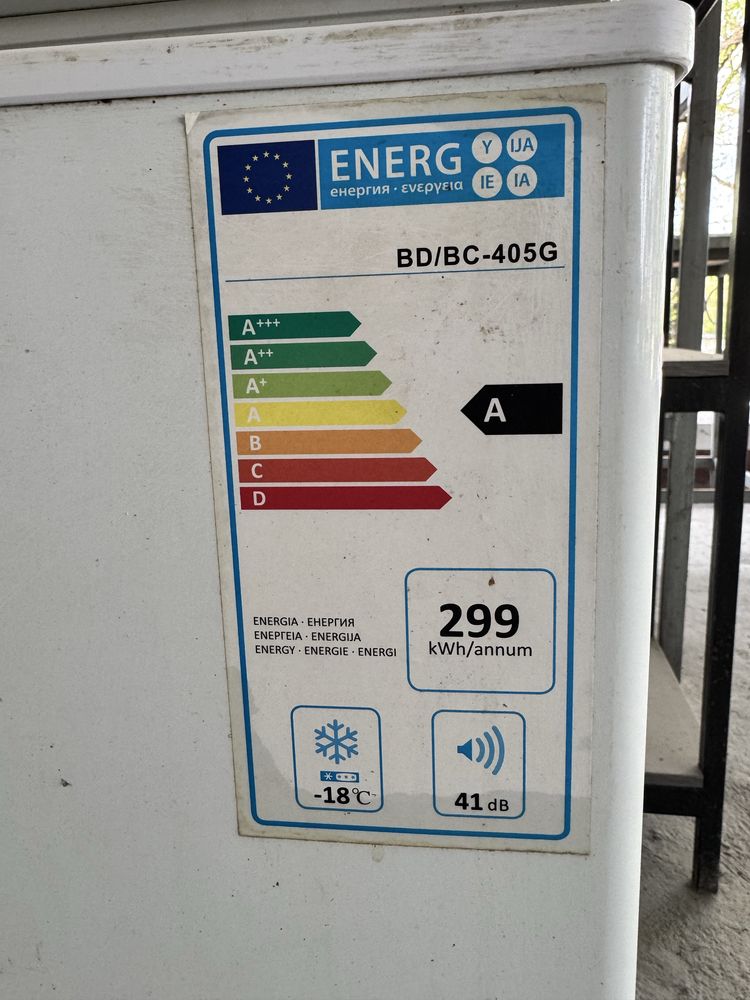 ENERG Y IJA
енергия · ενεργεια IE IA
BD/BC-405G
A+++
A++
A+
A
A
B
C
D
ENERGIA · ЕНЕРГИЯ
ΕΝΕΡΓΕΙΑ · ENERGIJA
ENERGY · ENERGIE · ENERGI
299
kWh/annum
-18℃
41 dB